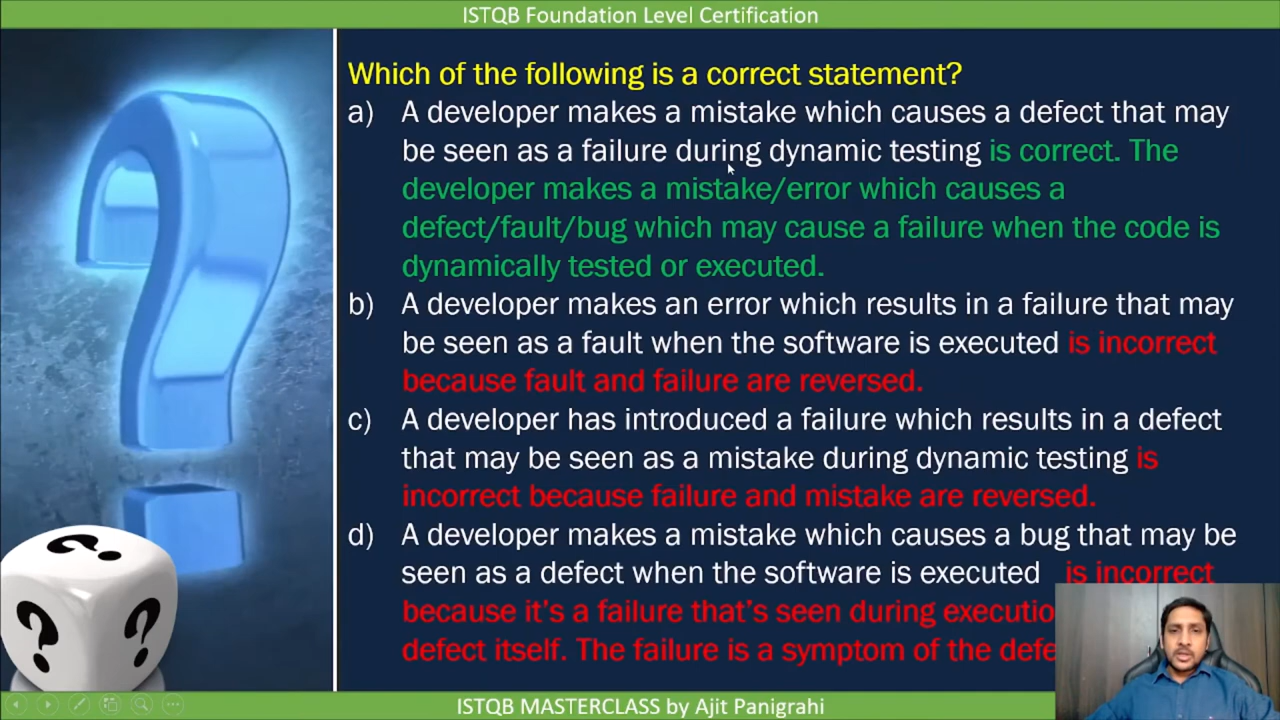 ISTQB Foundation Level Certification
Which of the following is a correct statement?
a) A developer makes a mistake which causes a defect that may
be seen as a failure during dynamic testing is correct. The
developer makes a mistake/error which causes a
defect/fault/bug which may cause a failure when the code is
dynamically tested or executed.
b) A developer makes an error which results in a failure that may
be seen as a fault when the software is executed is incorrect
because fault and failure are reversed.
c) A developer has introduced a failure which results in a defect
that may be seen as a mistake during dynamic testing is
incorrect because failure and mistake are reversed.
d) A developer makes a mistake which causes a bug that may be
seen as a defect when the software is executed is incorrect
because it's a failure that's seen during
defect itself. The failure is a symptom of the
ISTQB MASTERCLASS by Ajit Panigrahi